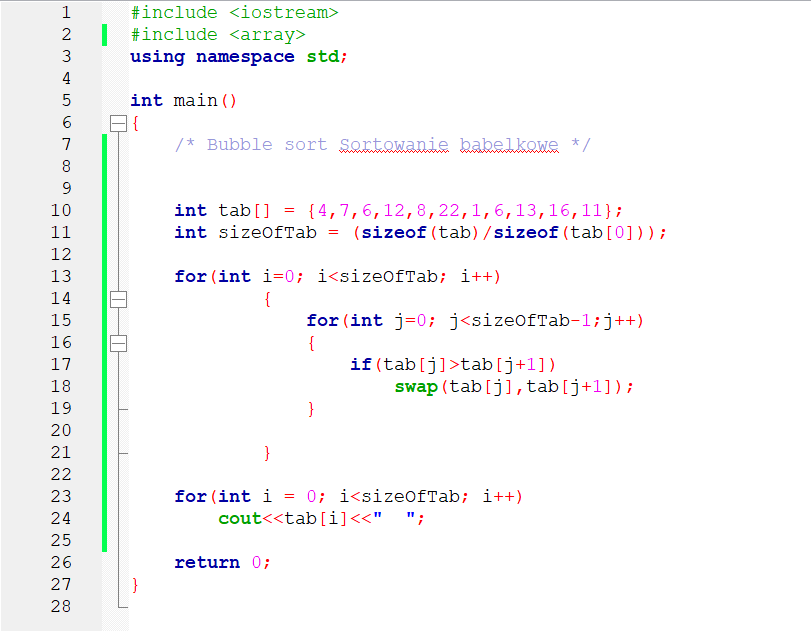 1 #include <iostream>
2 #include <array>
3 using namespace std;
4
5 int main()
6 {
7 /* Bubble sort Sortowanie babelkowe */
8
9
10 int tab[] = {4,7,6,12,8,22,1,6,13,16,11};
11 int sizeOfTab = (sizeof(tab)/sizeof(tab[0]));
12
13 for(int i=0; i<sizeOfTab; i++)
14 {
15 for(int j=0; j<sizeOfTab-1;j++)
16 {
17 if(tab[j]>tab[j+1])
18 swap(tab[j],tab[j+1]);
19 }
20
21 }
22
23 for(int i = 0; i<sizeOfTab; i++)
24 cout<<tab[i]<<"  ";
25
26 return 0;
27 }
28